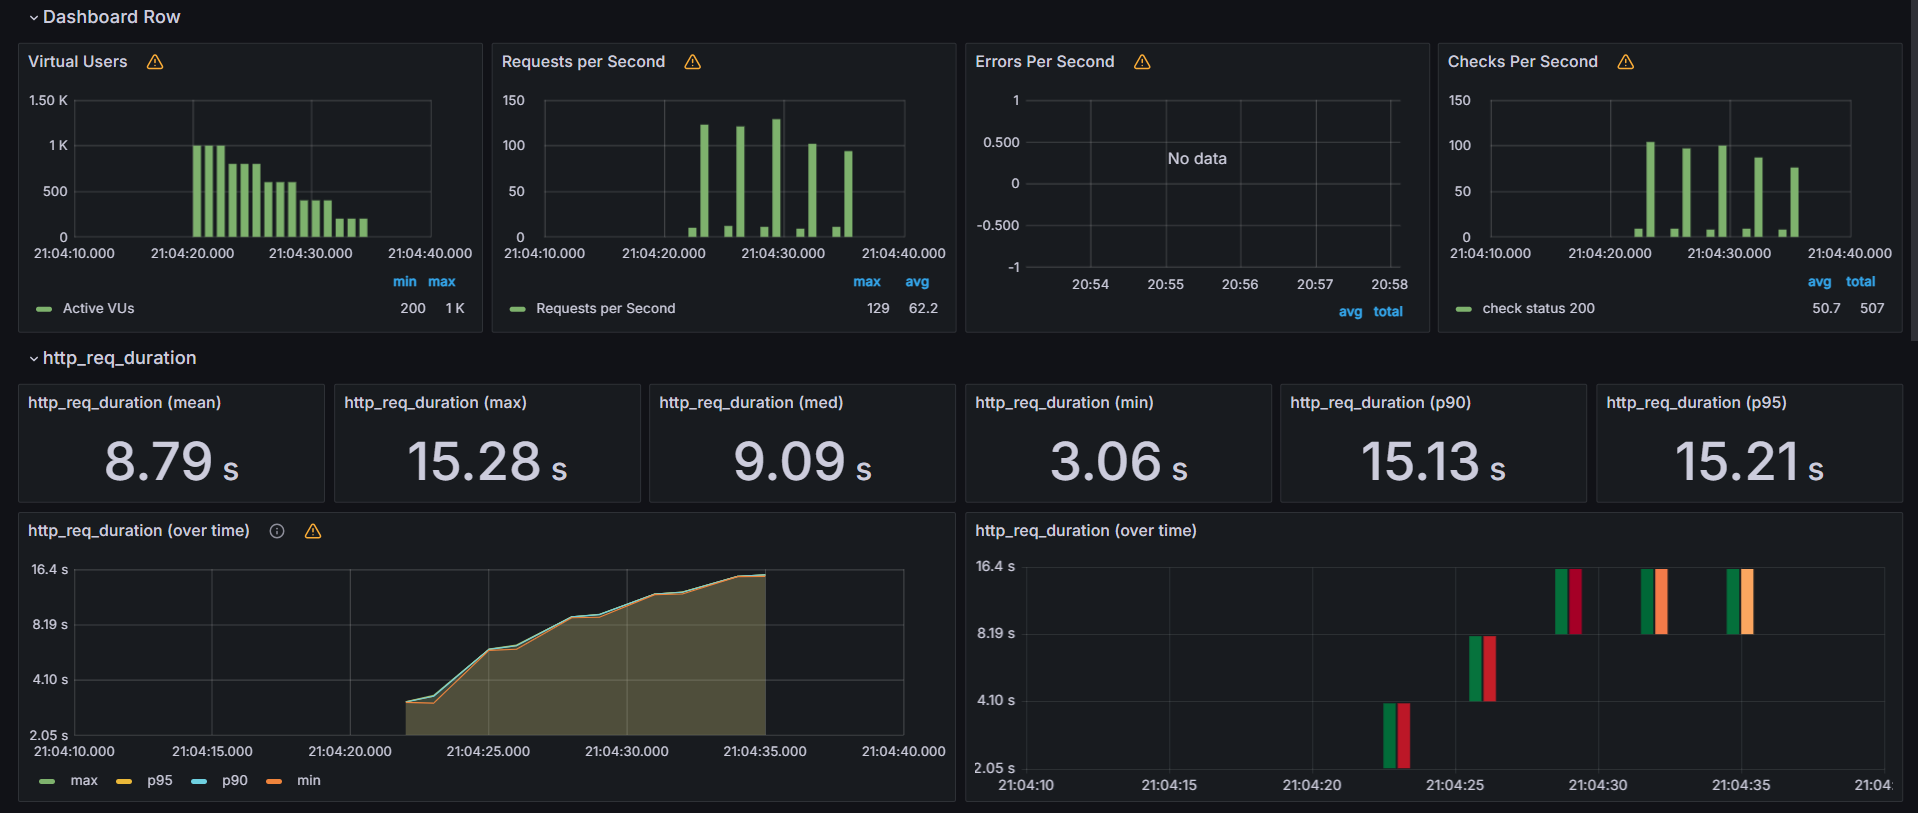 Dashboard Row
Virtual Users
1.50 K
1 K
500
0
21:04:10.000 21:04:20.000 21:04:30.000 21:04:40.000
min max
Active VUs 200 1 K
Requests per Second
150
100
50
0
21:04:10.000 21:04:20.000 21:04:30.000 21:04:40.000
max avg
Requests per Second 129 62.2
Errors Per Second
1
0.500
0
-0.500
-1
No data
20:54 20:55 20:56 20:57 20:58
avg total
Checks Per Second
150
100
50
0
21:04:10.000 21:04:20.000 21:04:30.000 21:04:40.000
avg total
check status 200 50.7 507
http_req_duration
http_req_duration (mean)
8.79 s
http_req_duration (max)
15.28 s
http_req_duration (med)
9.09 s
http_req_duration (min)
3.06 s
http_req_duration (p90)
15.13 s
http_req_duration (p95)
15.21 s
http_req_duration (over time)
16.4 s
8.19 s
4.10 s
2.05 s
21:04:10.000 21:04:15.000 21:04:20.000 21:04:25.000 21:04:30.000 21:04:35.000 21:04:40.000
max p95 p90 min
http_req_duration (over time)
16.4 s
8.19 s
4.10 s
2.05 s
21:04:10 21:04:15 21:04:20 21:04:25 21:04:30 21:04:35 21:04: